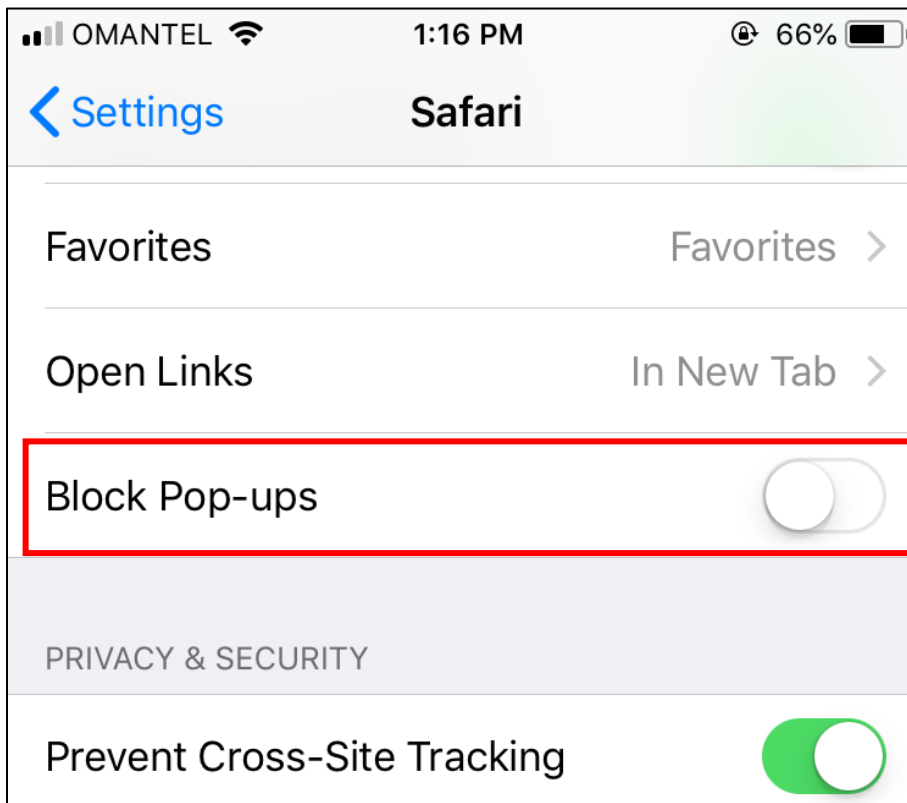 OMANTEL 1:16 PM 66%
Settings Safari
Favorites Favorites
Open Links In New Tab
Block Pop-ups
PRIVACY & SECURITY
Prevent Cross-Site Tracking